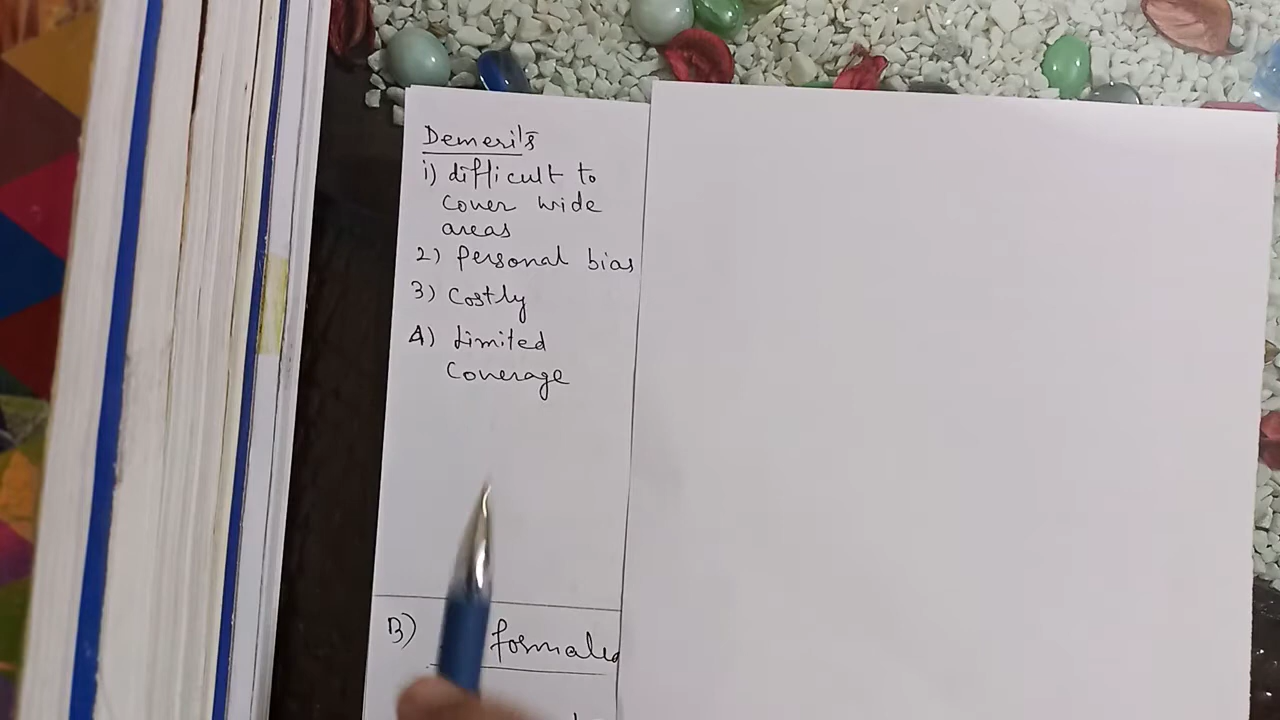 Demerits
i) difficult to
cover wide
areas
2) Personal bias
3) Costly
4) Limited
Coverage
B)